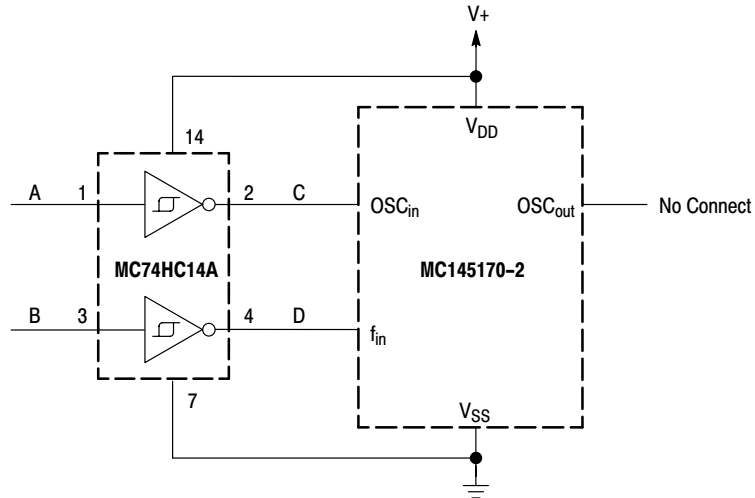 V+
14
VDD
A 1 2 C OSCin OSCout No Connect
MC74HC14A MC145170–2
B 3 4 D fin
7
VSS